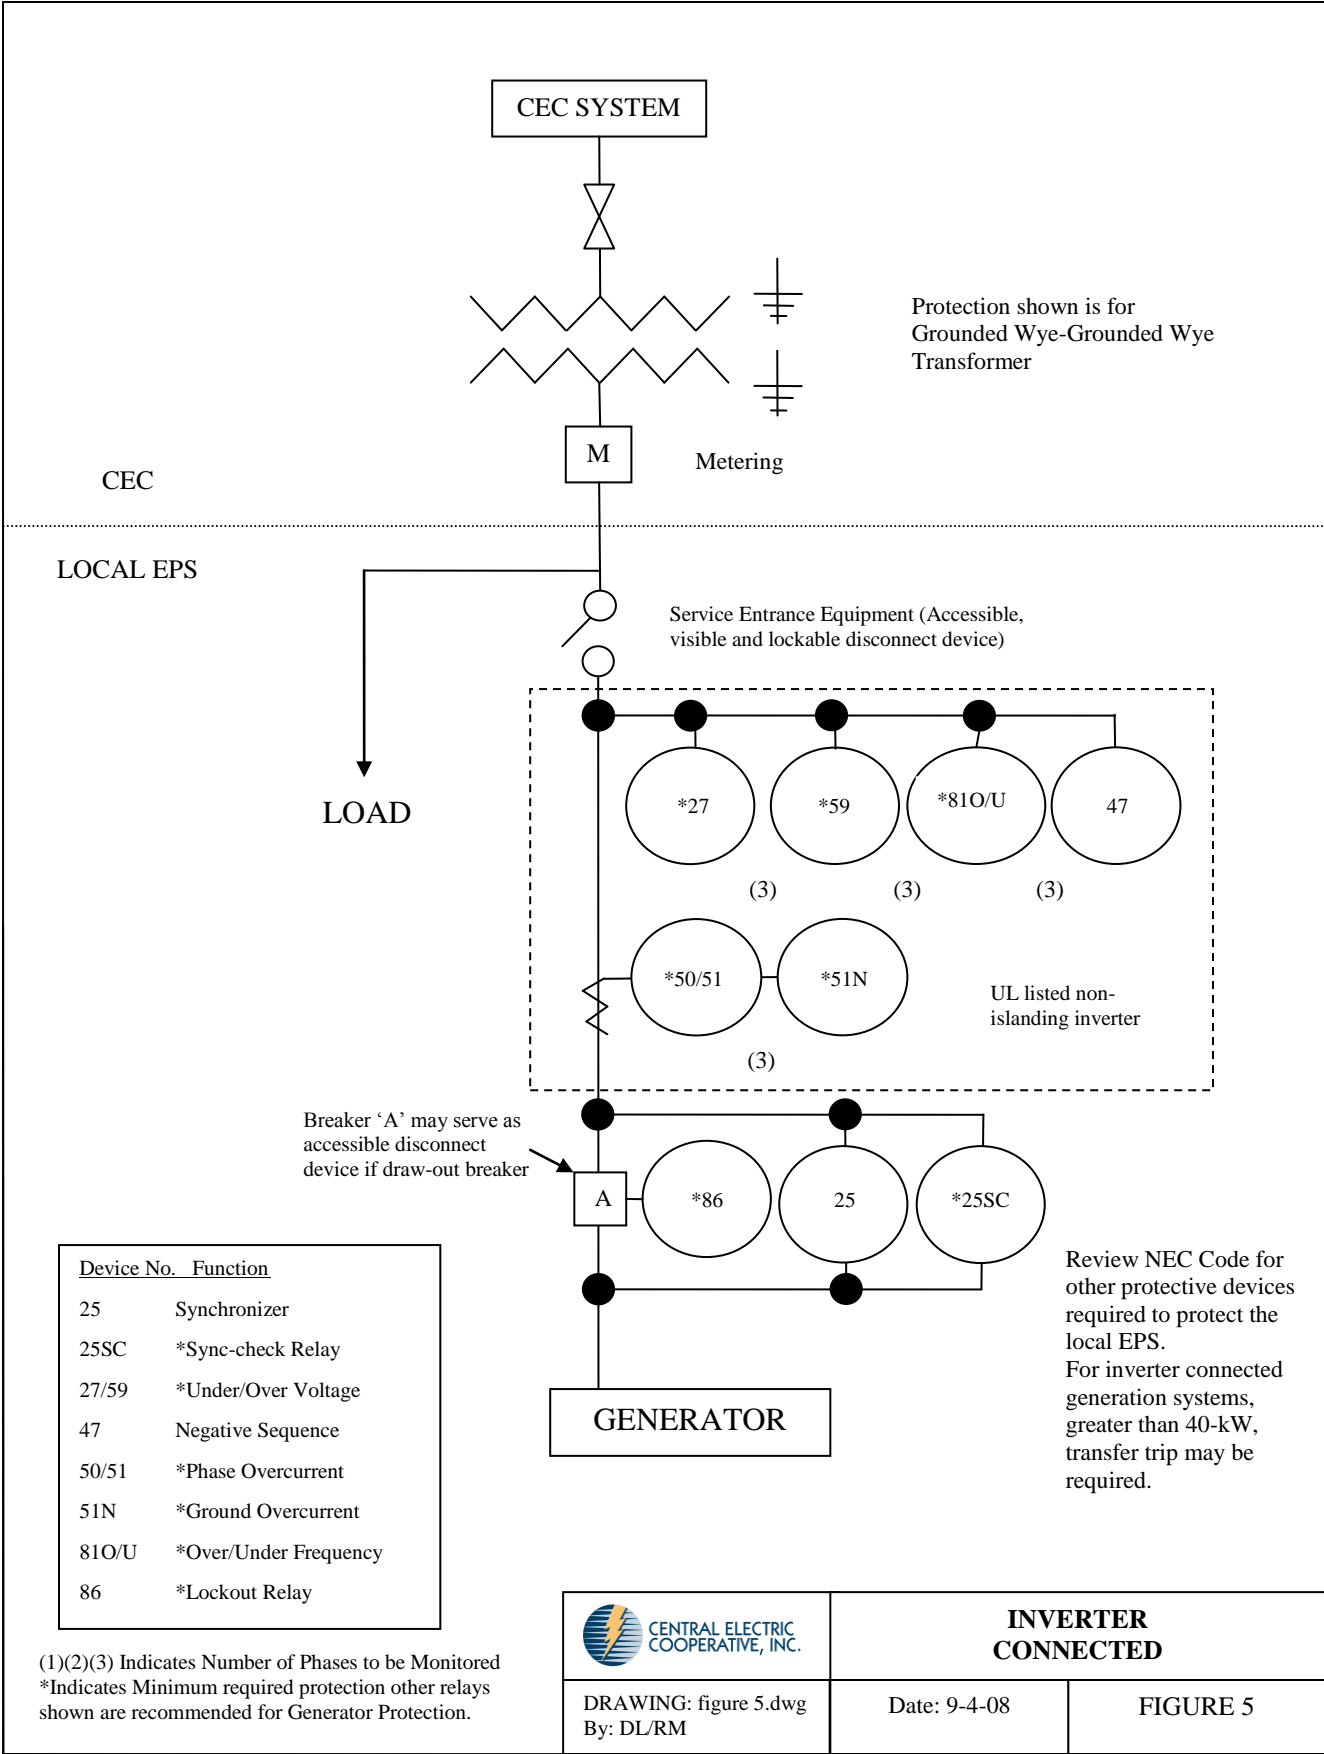 CEC SYSTEM
Protection shown is for
Grounded Wye-Grounded Wye
Transformer
M
Metering
CEC
LOCAL EPS
Service Entrance Equipment (Accessible,
visible and lockable disconnect device)
LOAD
*27
*59
*81O/U
47
(3)
(3)
(3)
*50/51
*51N
UL listed non-
islanding inverter
(3)
Breaker ‘A’ may serve as
accessible disconnect
device if draw-out breaker
A
*86
25
*25SC
Review NEC Code for
other protective devices
required to protect the
local EPS.
For inverter connected
generation systems,
greater than 40-kW,
transfer trip may be
required.
GENERATOR
Device No. Function
25 Synchronizer
25SC *Sync-check Relay
27/59 *Under/Over Voltage
47 Negative Sequence
50/51 *Phase Overcurrent
51N *Ground Overcurrent
81O/U *Over/Under Frequency
86 *Lockout Relay
(1)(2)(3) Indicates Number of Phases to be Monitored
*Indicates Minimum required protection other relays
shown are recommended for Generator Protection.
CENTRAL ELECTRIC
COOPERATIVE, INC.
INVERTER
CONNECTED
DRAWING: figure 5.dwg
By: DL/RM
Date: 9-4-08
FIGURE 5